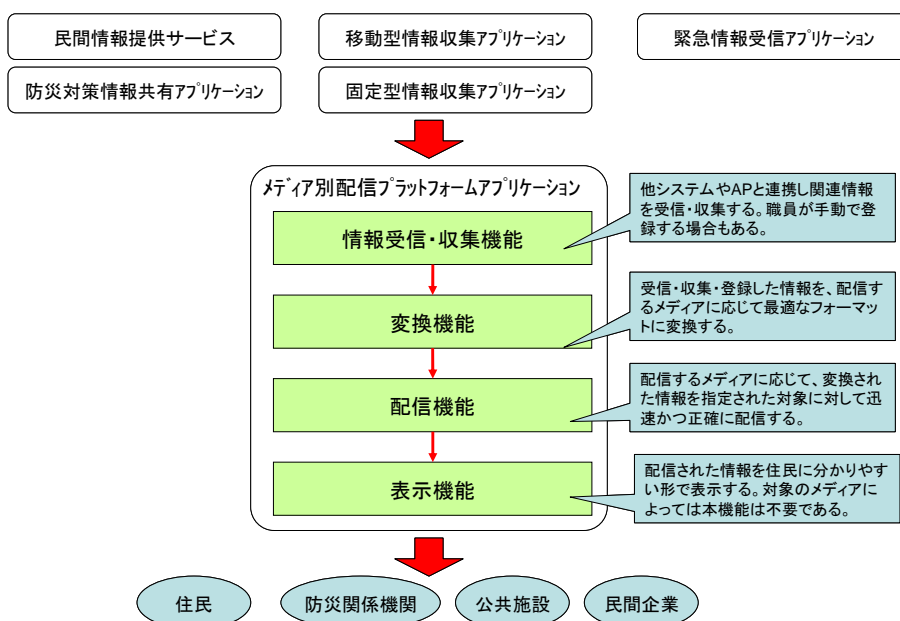 民間情報提供サービス
移動型情報収集アプリケーション
緊急情報受信アプリケーション
防災対策情報共有アプリケーション
固定型情報収集アプリケーション
メディア別配信プラットフォームアプリケーション
情報受信・収集機能
他システムやAPと連携し関連情報
を受信・収集する。職員が手動で登
録する場合もある。
変換機能
受信・収集・登録した情報を、配信す
るメディアに応じて最適なフォーマッ
トに変換する。
配信機能
配信するメディアに応じて、変換され
た情報を指定された対象に対して迅
速かつ正確に配信する。
表示機能
配信された情報を住民に分かりやす
い形で表示する。対象のメディアに
よっては本機能は不要である。
住民
防災関係機関
公共施設
民間企業